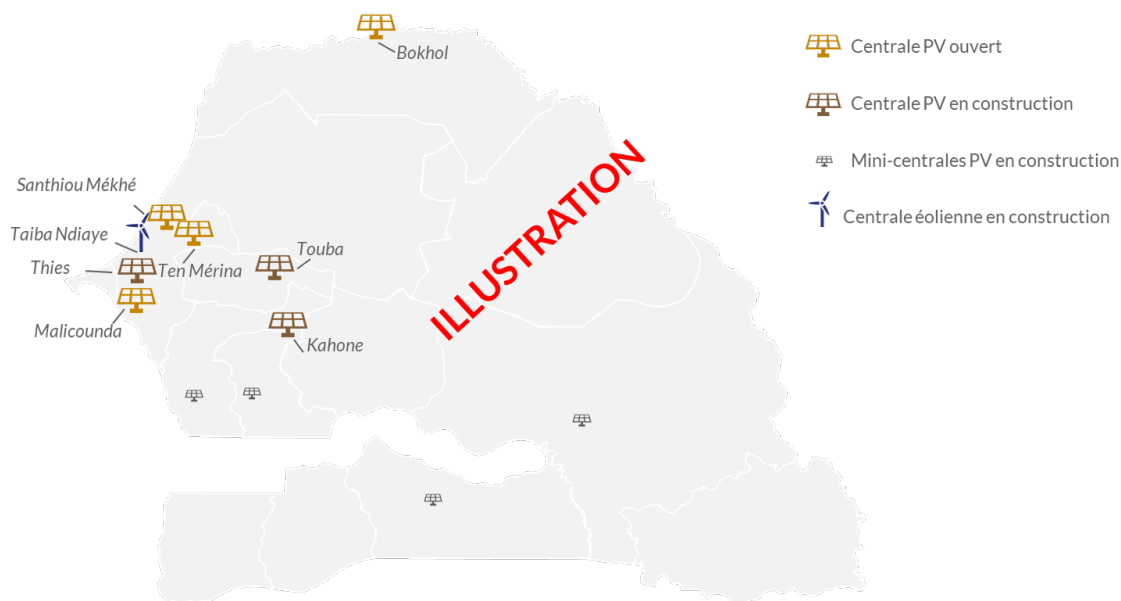 Bokhol
Centrale PV ouvert
Centrale PV en construction
Mini-centrales PV en construction
Centrale éolienne en construction
Santhiou Mékhé
Taiba Ndiaye
Thies
Ten Mérina
Touba
Malicounda
Kahone
ILLUSTRATION